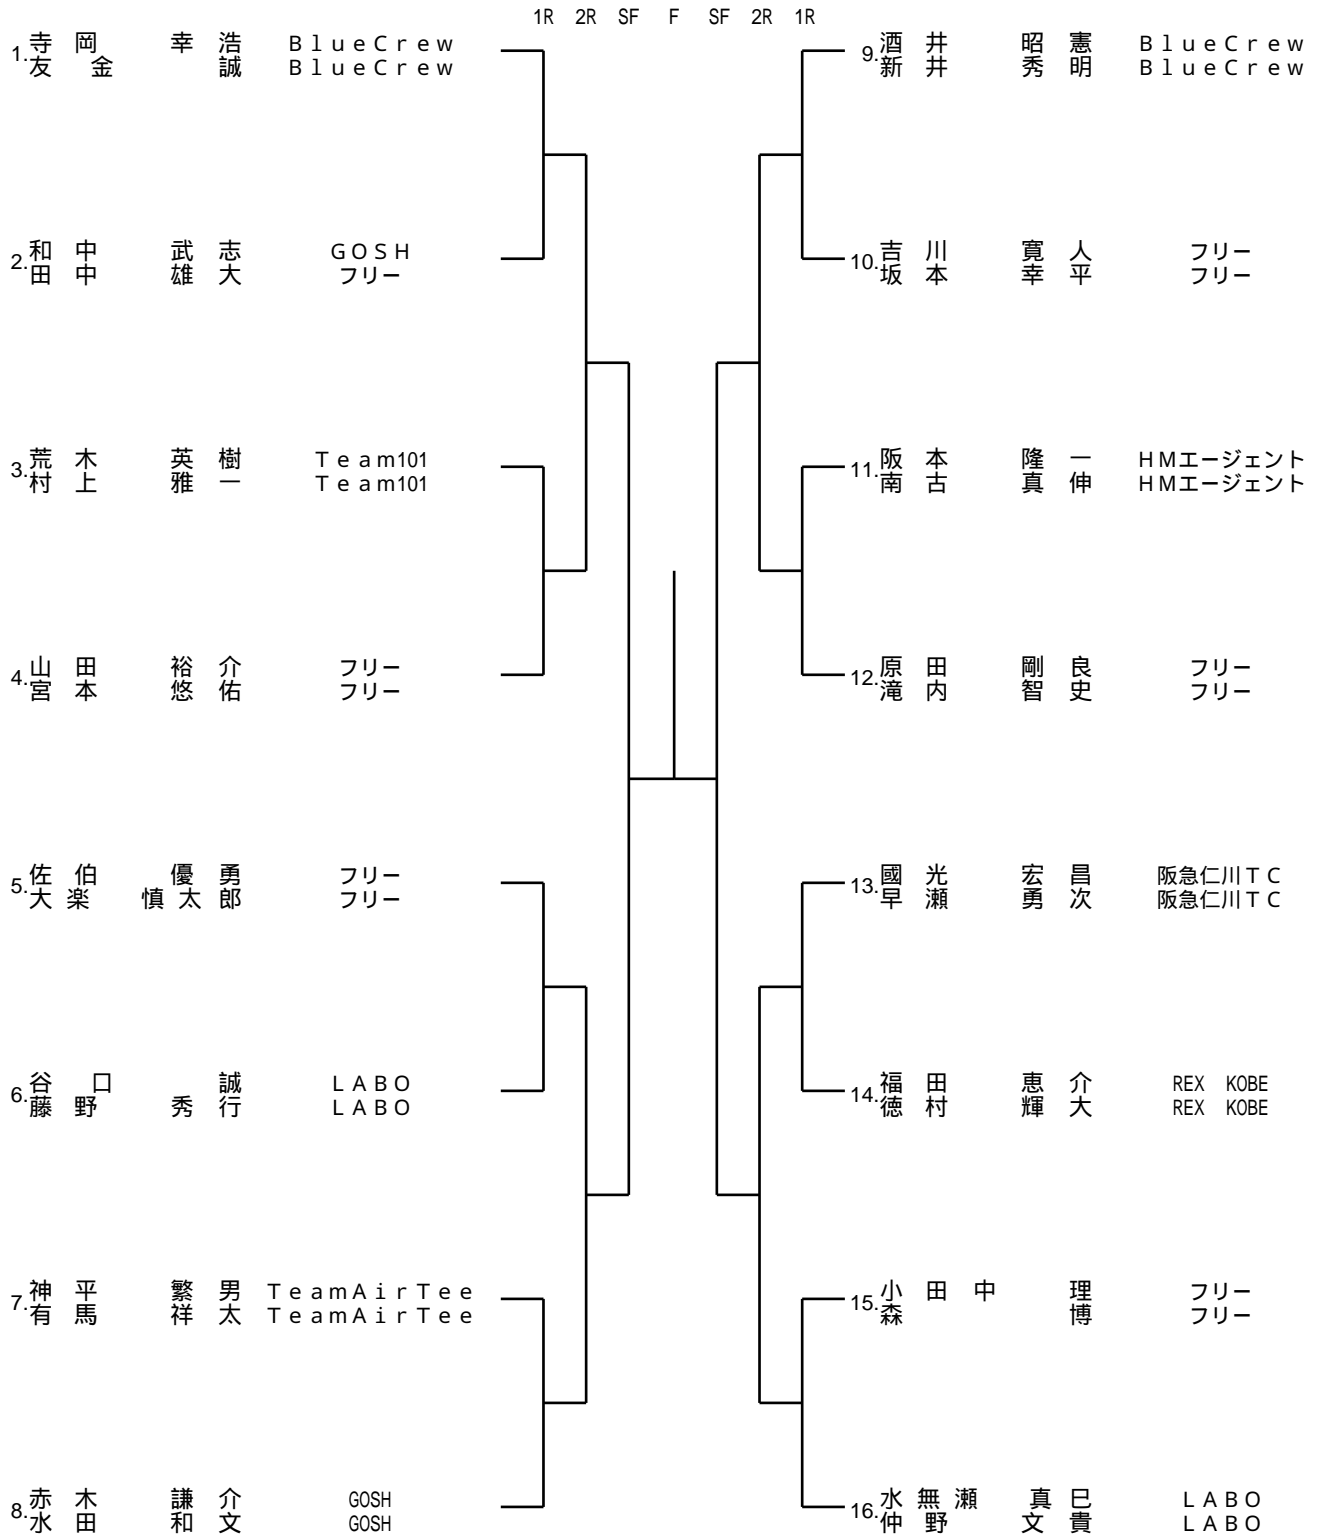 1R 2R SF F SF 2R 1R
1. 寺岡 幸浩 BlueCrew
友金 誠 BlueCrew
2. 和中 武志 GOSH
田中 雄大 フリー
3. 荒木 英樹 Team101
村上 雅一 Team101
4. 山田 裕介 フリー
宮本 悠佑 フリー
5. 佐伯 優勇 フリー
大楽 慎太郎 フリー
6. 谷口 誠 LABO
藤野 秀行 LABO
7. 神平 繁男 TeamAirTee
有馬 祥太 TeamAirTee
8. 赤木 謙介 GOSH
水田 和文 GOSH
9. 酒井 昭憲 BlueCrew
新井 秀明 BlueCrew
10. 吉川 寛人 フリー
坂本 幸平 フリー
11. 阪本 隆一 HMエージェント
南古 真伸 HMエージェント
12. 原田 剛良 フリー
滝内 智史 フリー
13. 國光 宏昌 阪急仁川TC
早瀬 勇次 阪急仁川TC
14. 福田 恵介 REX KOBE
徳村 輝大 REX KOBE
15. 小田中 理 フリー
森 博 フリー
16. 水無瀬 真巳 LABO
仲野 文貴 LABO